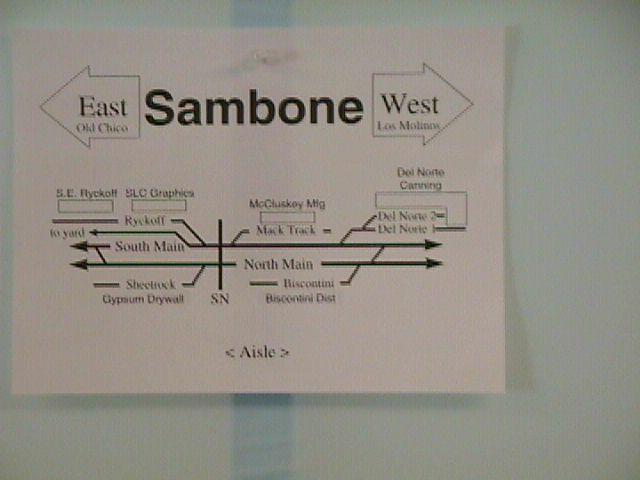 East
Old Chico
Sambone
West
Los Molinos
S.E. Ryckoff
SLC Graphics
McCluskey Mfg
Del Norte
Canning
Ryckoff
Del Norte 2
to yard
Mack Track
Del Norte 1
South Main
North Main
Sheetrock
Biscontini
Gypsum Drywall
SN
Biscontini Dist
< Aisle >